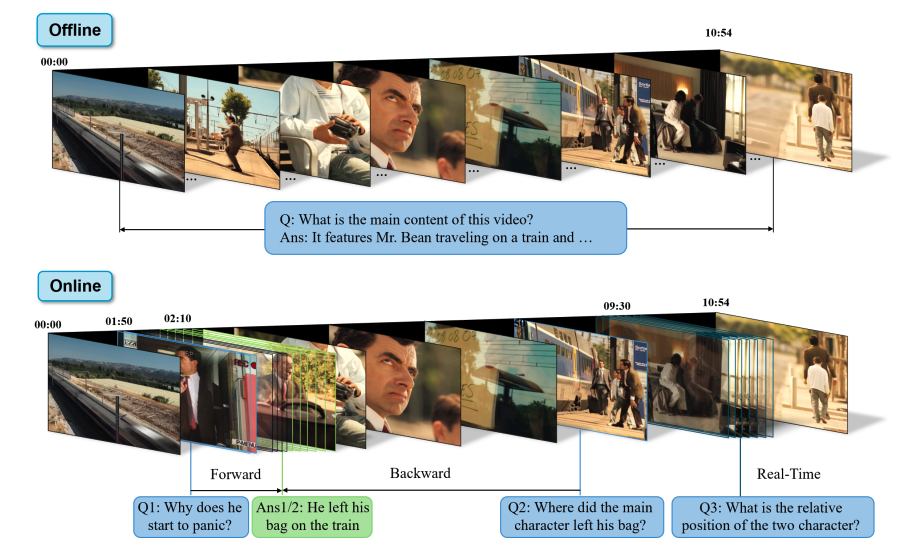 Offline
10:54
00:00
...
...
...
...
...
...
...
Q: What is the main content of this video?
Ans: It features Mr. Bean traveling on a train and …
Online
09:30
10:54
00:00
01:50
02:10
Forward
Backward
Real-Time
Q1: Why does he
start to panic?
Ans1/2: He left his
bag on the train
Q2: Where did the main
character left his bag?
Q3: What is the relative
position of the two character?